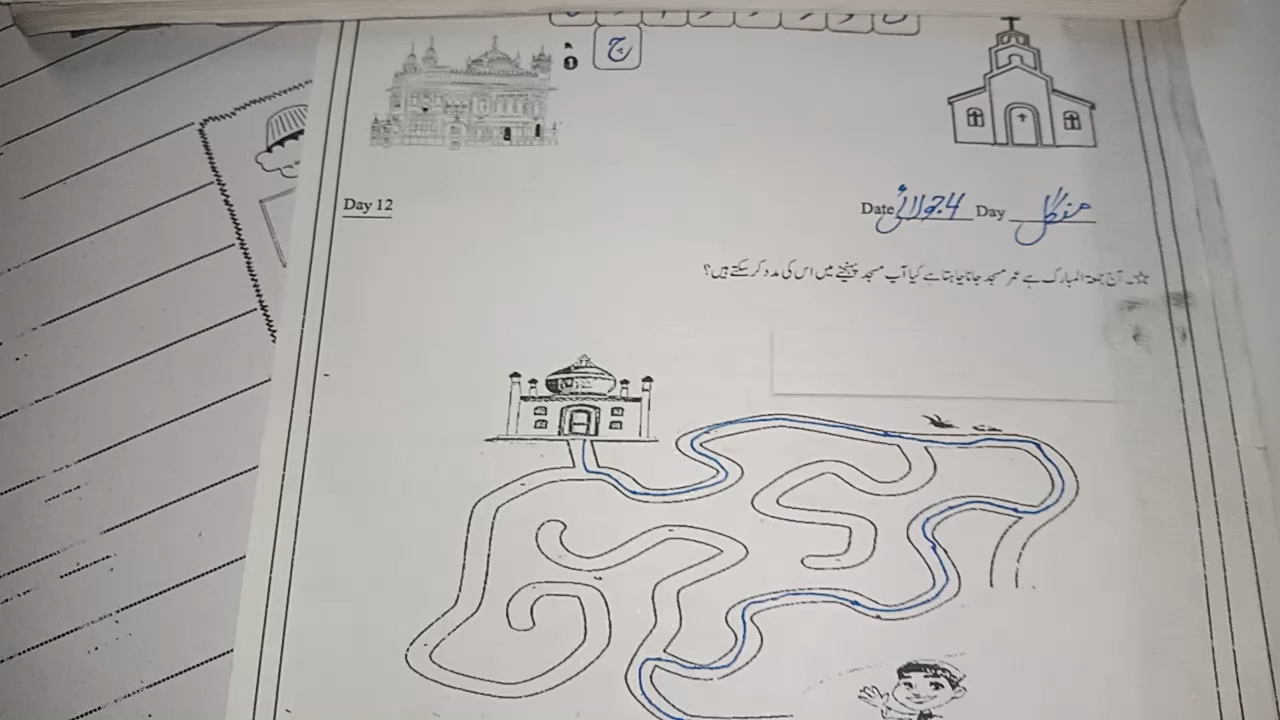 چ
Day 12
Date 4 جولائی Day منگل
☆۔ آج جمعۃ المبارک ہے عمر مسجد جانا چاہتا ہے کیا آپ مسجد پہنچنے میں اس کی مدد کر سکتے ہیں؟